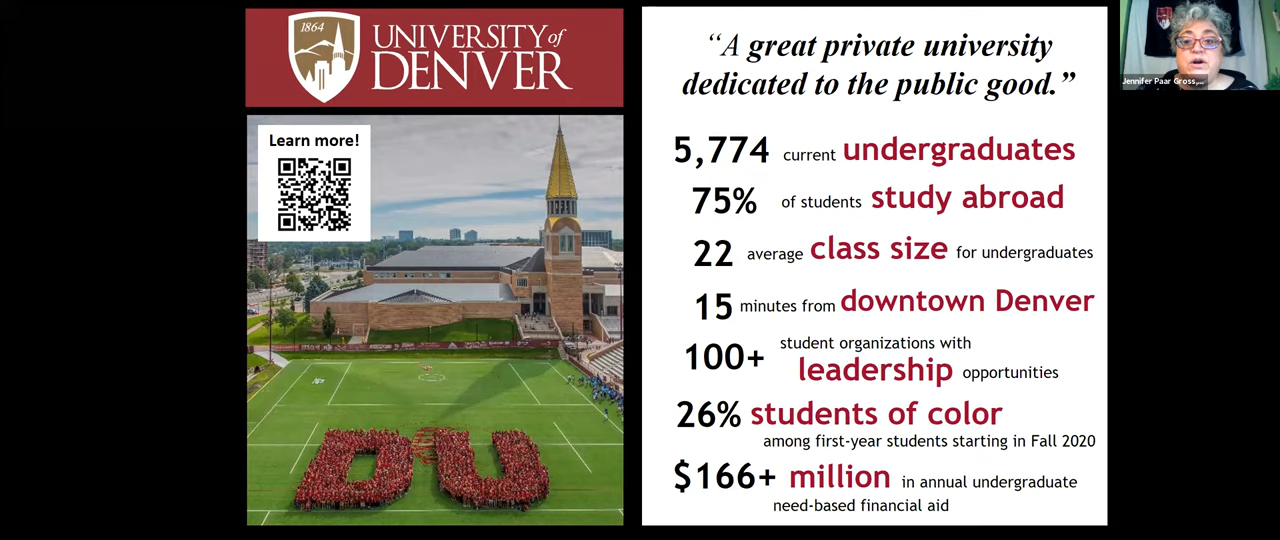 1864
UNIVERSITY of
DENVER
Learn more!
“A great private university
dedicated to the public good.”
5,774 current undergraduates
75% of students study abroad
22 average class size for undergraduates
15 minutes from downtown Denver
100+ student organizations with
leadership opportunities
26% students of color
among first-year students starting in Fall 2020
$166+ million in annual undergraduate
need-based financial aid
DU
Jennifer Paar Gross,...